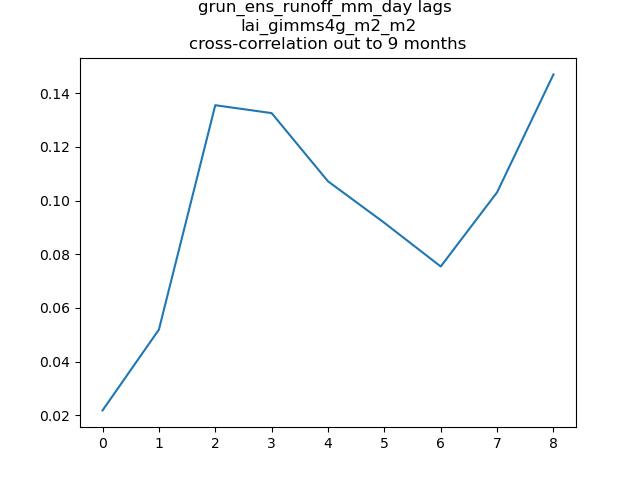 grun_ens_runoff_mm_day lags
lai_gimms4g_m2_m2
cross-correlation out to 9 months
0.14
0.12
0.10
0.08
0.06
0.04
0.02
0 1 2 3 4 5 6 7 8